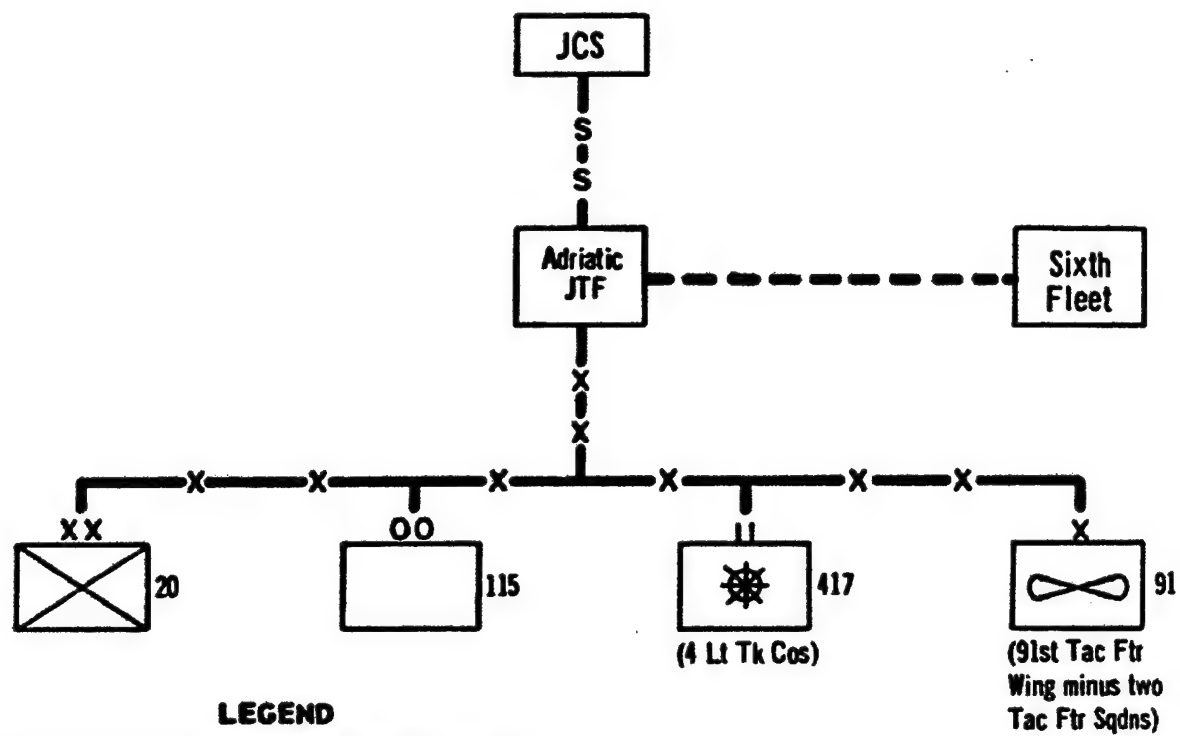 JCS
S
S
Adriatic
JTF
Sixth
Fleet
X
X
X X X X X X
XX OO II X
20 115 417 91
(4 Lt Tk Cos)
(91st Tac Ftr
Wing minus two
Tac Ftr Sqdns)
LEGEND